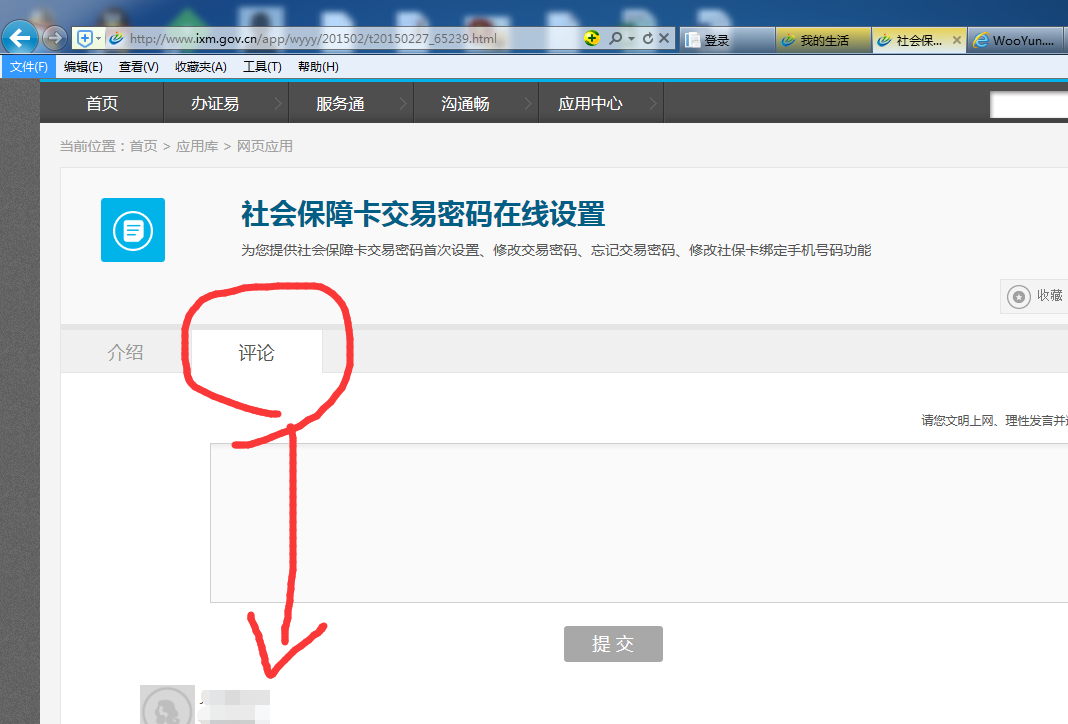 http://www.ixm.gov.cn/app/wyyy/201502/t20150227_65239.html
登录
我的生活
社会保...
WooYun....
文件(F) 编辑(E) 查看(V) 收藏夹(A) 工具(T) 帮助(H)
首页 办证易 服务通 沟通畅 应用中心
当前位置：首页 > 应用库 > 网页应用
社会保障卡交易密码在线设置
为您提供社会保障卡交易密码首次设置、修改交易密码、忘记交易密码、修改社保卡绑定手机号码功能
收藏
介绍 评论
请您文明上网、理性发言并
提 交